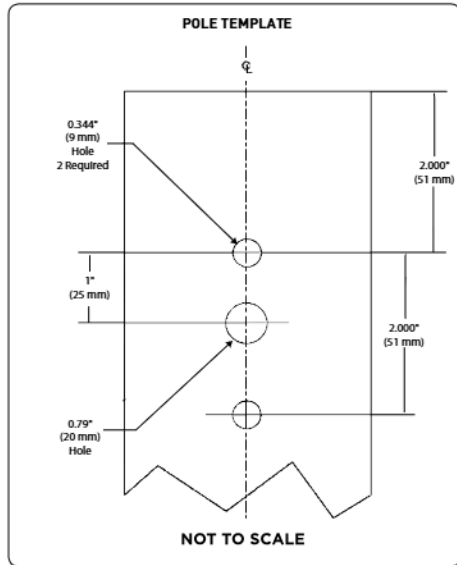 POLE TEMPLATE
℄
0.344"
(9 mm)
Hole
2 Required
2.000"
(51 mm)
1"
(25 mm)
2.000"
(51 mm)
0.79"
(20 mm)
Hole
NOT TO SCALE